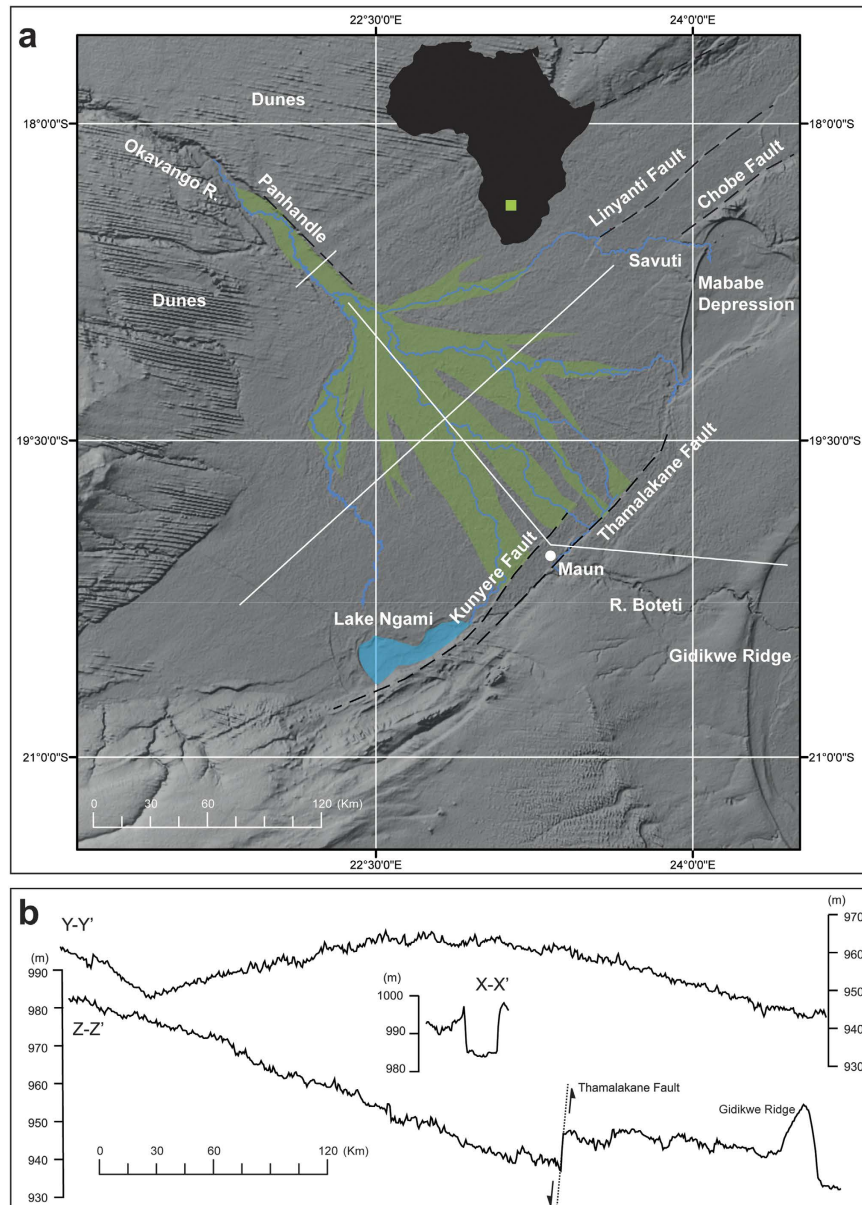 a
22°30'0"E
24°0'0"E
Dunes
18°0'0"S
18°0'0"S
Okavango R.
Panhandle
Linyanti Fault
Chobe Fault
Savuti
Mababe
Depression
Dunes
19°30'0"S
19°30'0"S
Thamalakane Fault
Kunyere Fault
Maun
Lake Ngami
R. Boteti
Gidikwe Ridge
21°0'0"S
21°0'0"S
0 30 60 120 (Km)
22°30'0"E
24°0'0"E
b
Y-Y’
(m)
970
960
950
940
930
(m)
990
980
970
960
950
940
930
Z-Z’
X-X’
(m)
1000
990
980
Thamalakane Fault
Gidikwe Ridge
0 30 60 120 (Km)